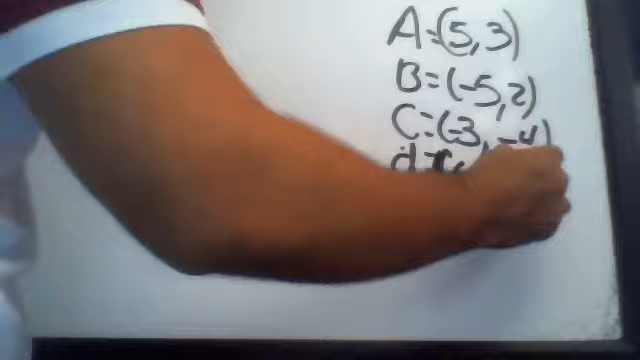 A=(5,3)
B=(-5,2)
C=(-3,-4)
d=